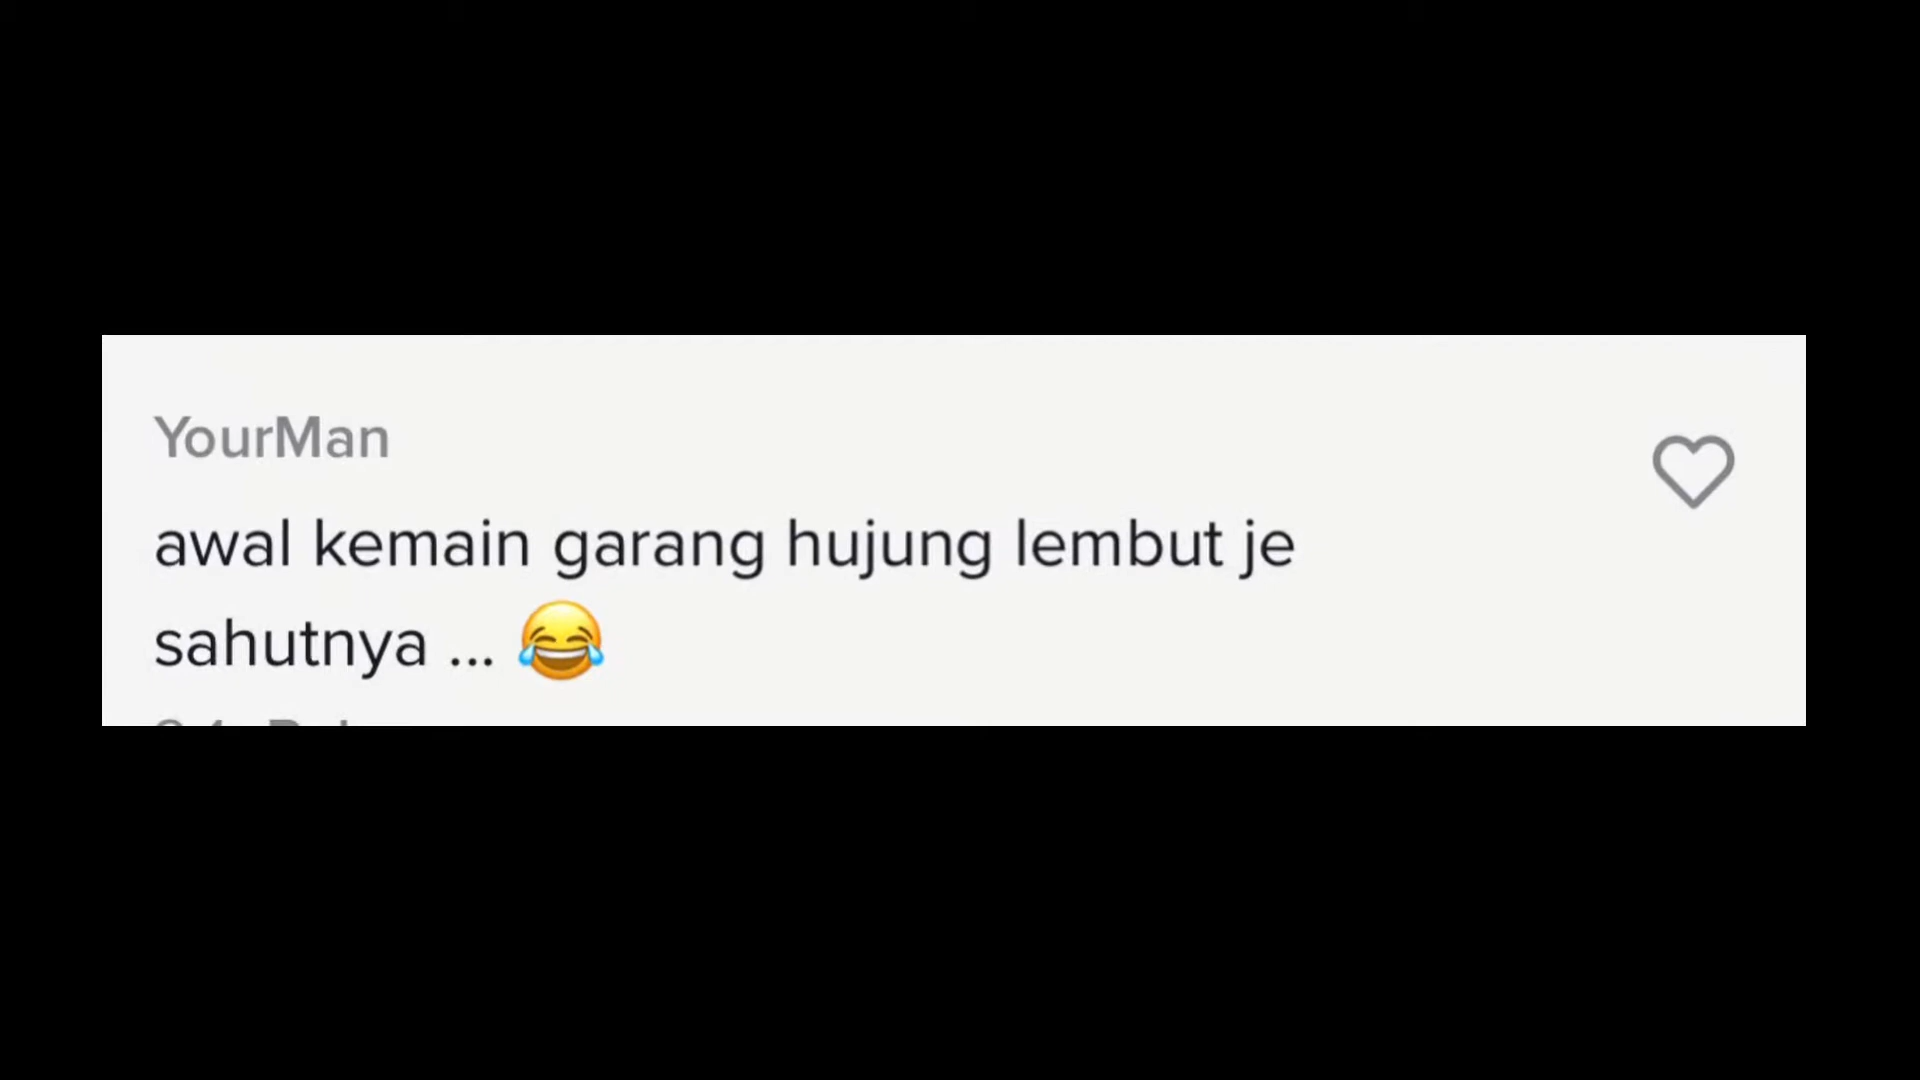 YourMan
awal kemain garang hujung lembut je
sahutnya ... 😂